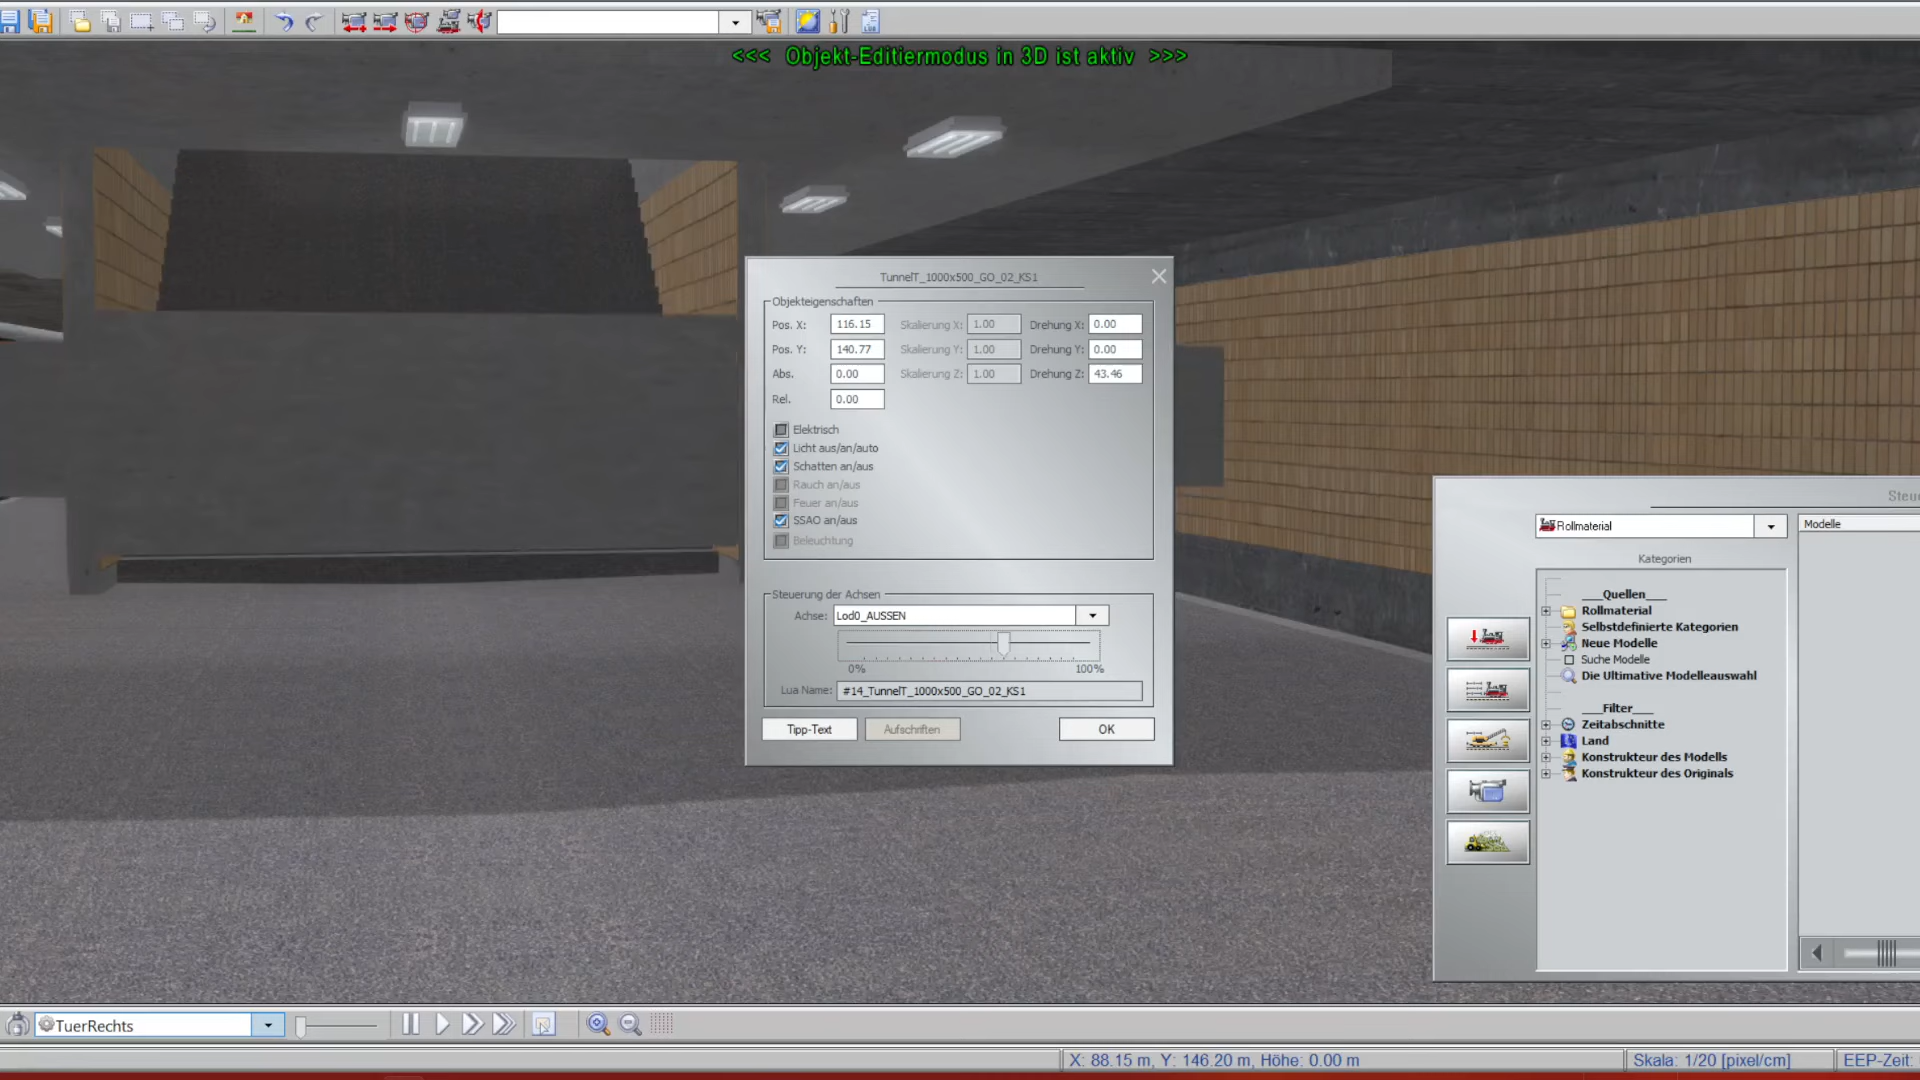 <<< Objekt-Editiermodus in 3D ist aktiv >>>
TunnelT_1000x500_GO_02_KS1
Objekteigenschaften
Pos. X: 116.15 Skalierung X: 1.00 Drehung X: 0.00
Pos. Y: 140.77 Skalierung Y: 1.00 Drehung Y: 0.00
Abs. 0.00 Skalierung Z: 1.00 Drehung Z: 43.46
Rel. 0.00
Elektrisch
Licht aus/an/auto
Schatten an/aus
Rauch an/aus
Feuer an/aus
SSAO an/aus
Beleuchtung
Steuerung der Achsen
Achse: Lod0_AUSSEN
0% 100%
Lua Name: #14_TunnelT_1000x500_GO_02_KS1
Tipp-Text Aufschriften OK
Steue
Rollmaterial
Modelle
Kategorien
___Quellen___
Rollmaterial
Selbstdefinierte Kategorien
Neue Modelle
Suche Modelle
Die Ultimative Modelleauswahl
___Filter___
Zeitabschnitte
Land
Konstrukteur des Modells
Konstrukteur des Originals
TuerRechts
X: 88.15 m, Y: 146.20 m, Höhe: 0.00 m
Skala: 1/20 [pixel/cm]
EEP-Zeit: